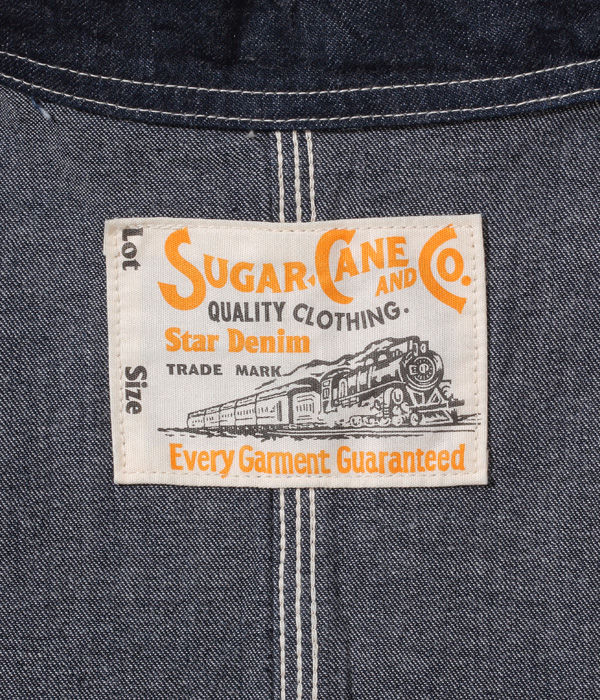 SUGAR CANE AND CO.
QUALITY CLOTHING.
Star Denim
TRADE MARK
Every Garment Guaranteed
Lot
Size